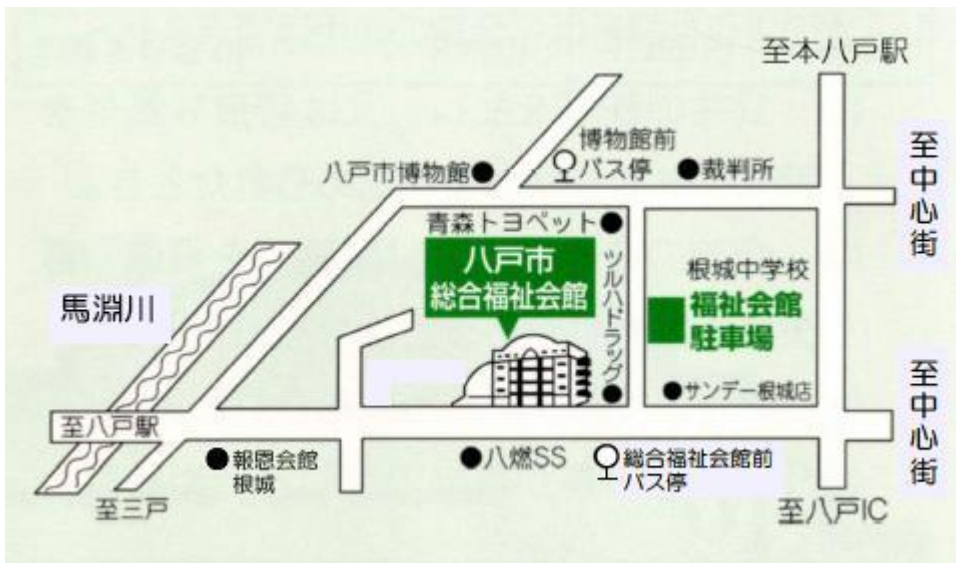 至本八戸駅
博物館前
バス停
裁判所
八戸市博物館
至中心街
青森トヨペット
八戸市
総合福祉会館
ツルハドラッグ
根城中学校
福祉会館
駐車場
馬淵川
サンデー根城店
至中心街
至八戸駅
報恩会館
根城
八燃SS
総合福祉会館前
バス停
至三戸
至八戸IC